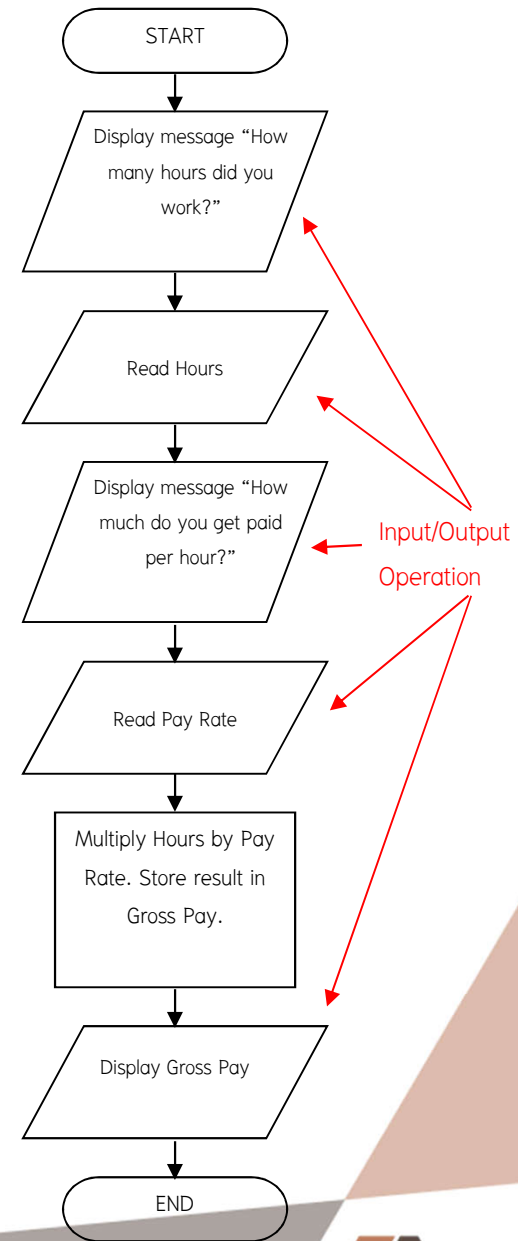 START
Display message “How
many hours did you
work?”
Read Hours
Display message “How
much do you get paid
per hour?”
Input/Output
Operation
Read Pay Rate
Multiply Hours by Pay
Rate. Store result in
Gross Pay.
Display Gross Pay
END